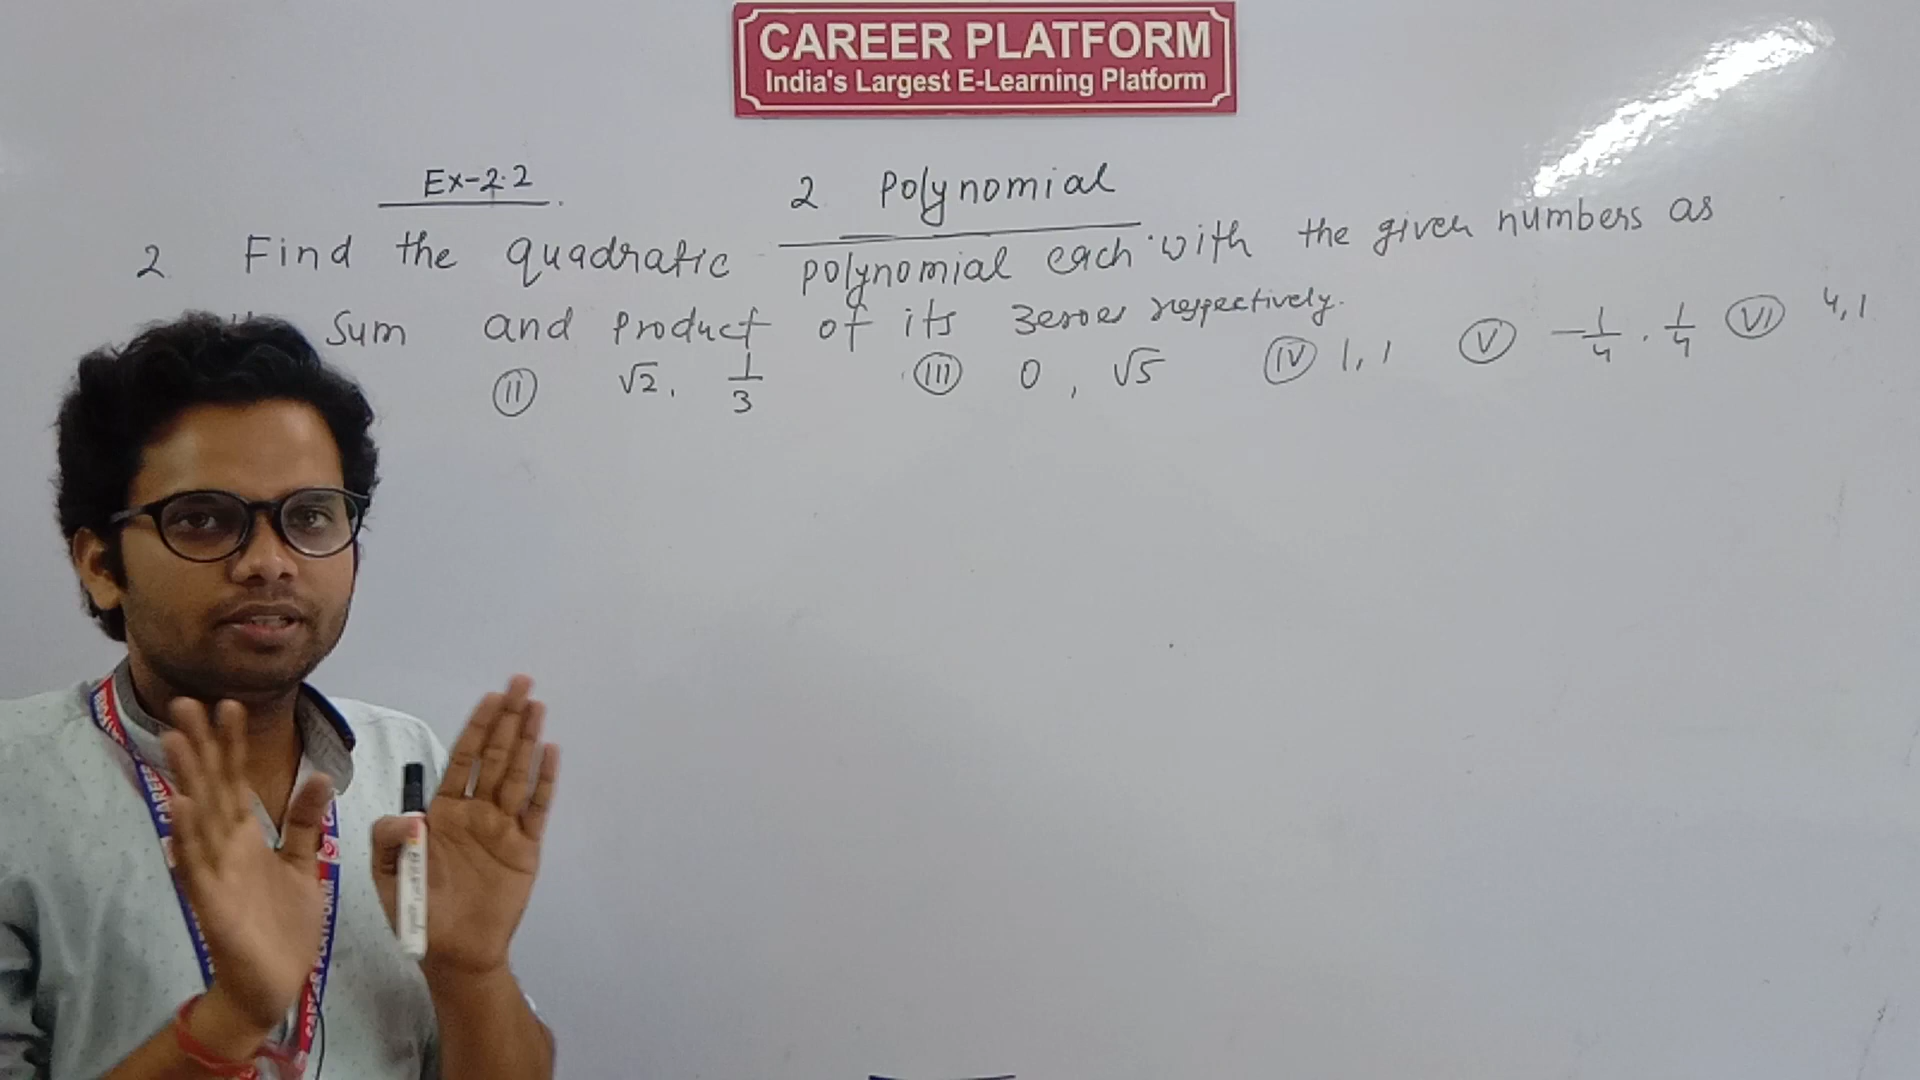 CAREER PLATFORM
India's Largest E-Learning Platform
Ex-2.2
2 Polynomial
2 Find the quadratic polynomial each with the given numbers as
Sum and product of its zeroes respectively.
(II) √2, 1/3 (III) 0, √5 (IV) 1, 1 (V) -1/4, 1/4 (VI) 4, 1
CAREER PLATFORM